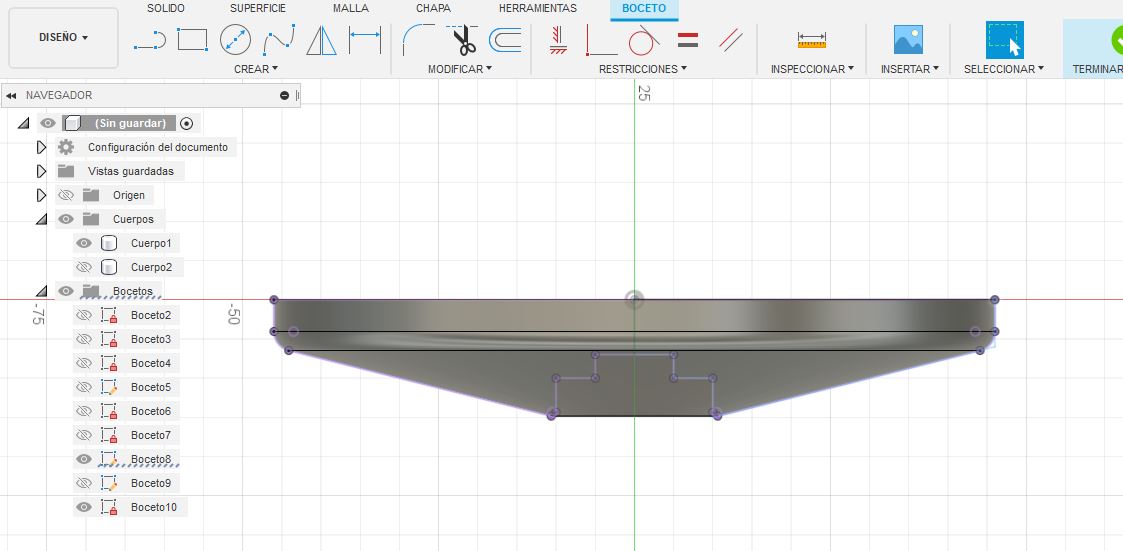 SOLIDO SUPERFICIE MALLA CHAPA HERRAMIENTAS BOCETO
DISEÑO
CREAR MODIFICAR RESTRICCIONES INSPECCIONAR INSERTAR SELECCIONAR TERMINAR
NAVEGADOR
25
(Sin guardar)
Configuración del documento
Vistas guardadas
Origen
Cuerpos
Cuerpo1
Cuerpo2
Bocetos
-75
-50
Boceto2
Boceto3
Boceto4
Boceto5
Boceto6
Boceto7
Boceto8
Boceto9
Boceto10